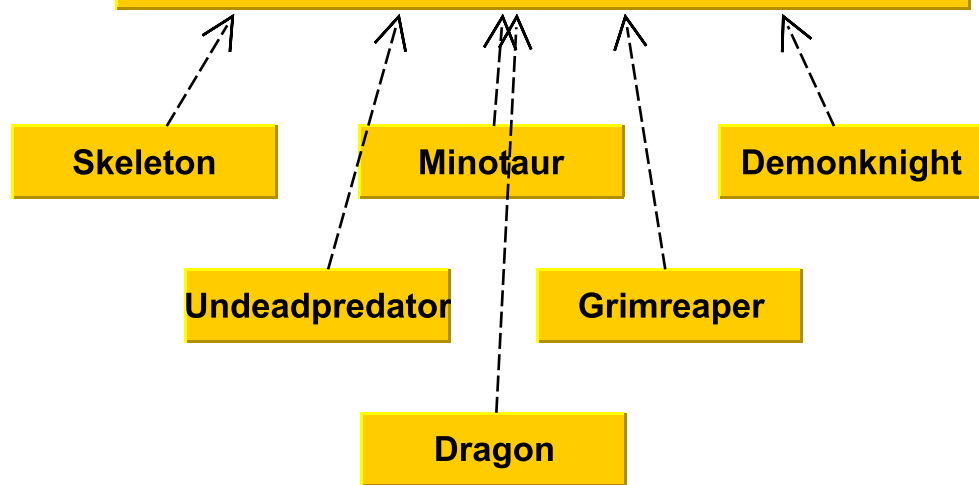 Skeleton
Minotaur
Demonknight
Undeadpredator
Grimreaper
Dragon